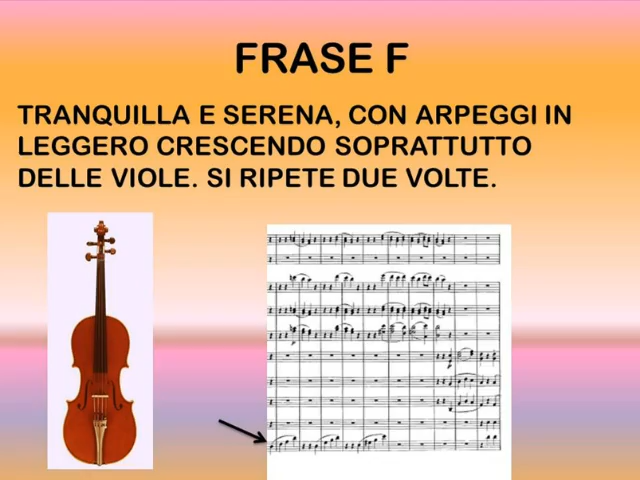 FRASE F
TRANQUILLA E SERENA, CON ARPEGGI IN
LEGGERO CRESCENDO SOPRATTUTTO
DELLE VIOLE. SI RIPETE DUE VOLTE.